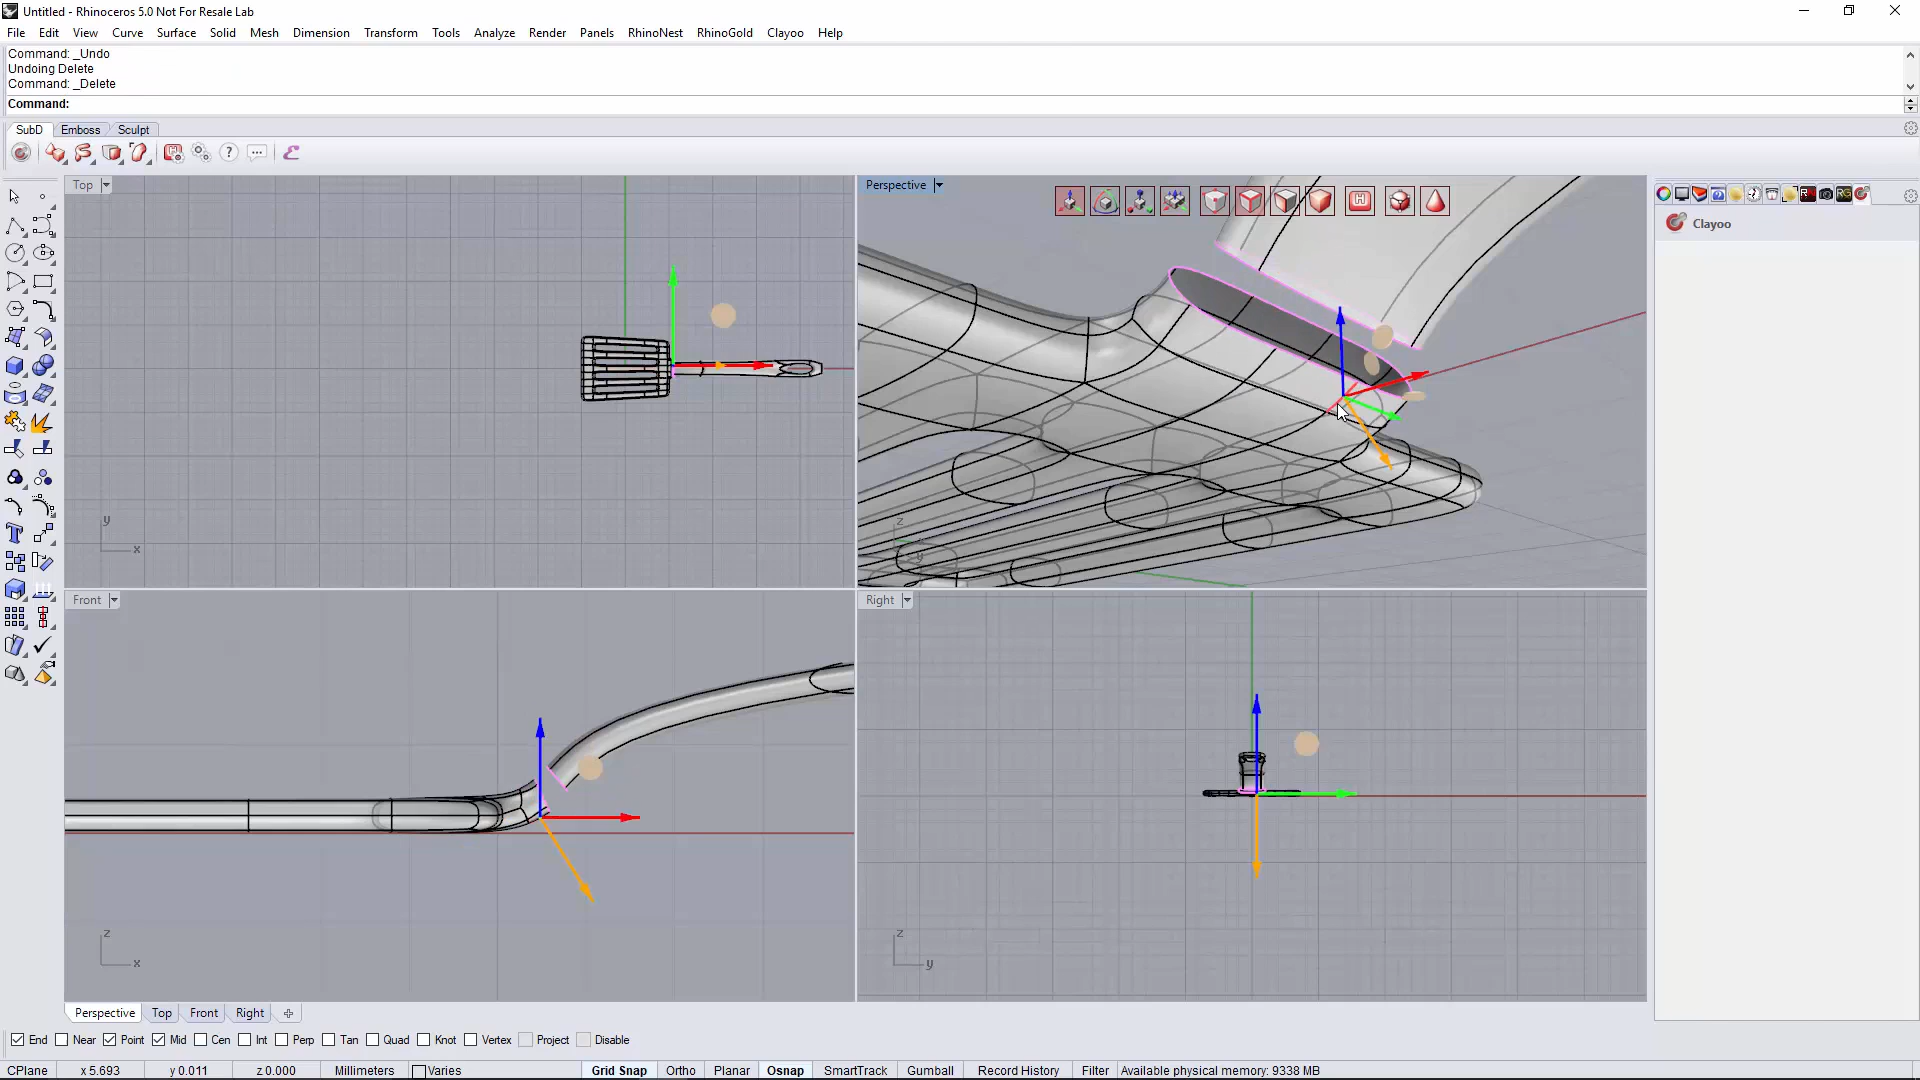 Untitled - Rhinoceros 5.0 Not For Resale Lab
File Edit View Curve Surface Solid Mesh Dimension Transform Tools Analyze Render Panels RhinoNest RhinoGold Clayoo Help
Command: _Undo
Undoing Delete
Command: _Delete
Command:
SubD Emboss Sculpt
Top
Perspective
Clayoo
y
x
z
y
Front
Right
z
x
z
y
Perspective Top Front Right
End Near Point Mid Cen Int Perp Tan Quad Knot Vertex Project Disable
CPlane x 5.693 y 0.011 z 0.000 Millimeters Varies Grid Snap Ortho Planar Osnap SmartTrack Gumball Record History Filter Available physical memory: 9338 MB